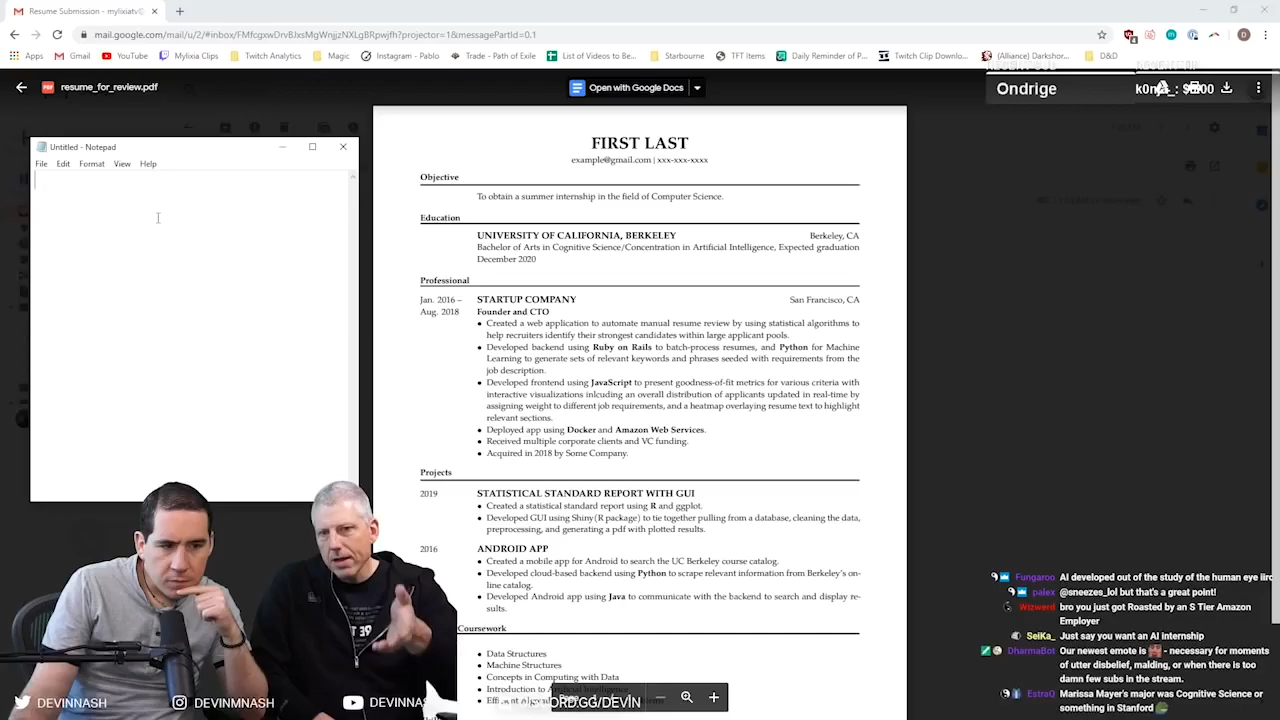 Resume Submission - mylixiatv@
mail.google.com/mail/u/2/#inbox/FMfcgxwDrvBJxsMgWnjjzNXLgBRpwjfh?projector=1&messagePartId=0.1
Apps
Gmail
YouTube
Mylixia Clips
Twitch Analytics
Magic
Instagram - Pablo
Trade - Path of Exile
List of Videos to Be...
Starbourne
TFT Items
Daily Reminder of P...
Twitch Clip Downlo...
(Alliance) Darkshor...
D&D
resume_for_review.pdf
Open with Google Docs
Ondrige
Untitled - Notepad
File Edit Format View Help
FIRST LAST
example@gmail.com | xxx-xxx-xxxx
Objective
To obtain a summer internship in the field of Computer Science.
Education
UNIVERSITY OF CALIFORNIA, BERKELEY Berkeley, CA
Bachelor of Arts in Cognitive Science/Concentration in Artificial Intelligence, Expected graduation
December 2020
Professional
Jan. 2016 – STARTUP COMPANY San Francisco, CA
Aug. 2018 Founder and CTO
• Created a web application to automate manual resume review by using statistical algorithms to
help recruiters identify their strongest candidates within large applicant pools.
• Developed backend using Ruby on Rails to batch-process resumes, and Python for Machine
Learning to generate sets of relevant keywords and phrases seeded with requirements from the
job description.
• Developed frontend using JavaScript to present goodness-of-fit metrics for various criteria with
interactive visualizations inlcuding an overall distribution of applicants updated in real-time by
assigning weight to different job requirements, and a heatmap overlaying resume text to highlight
relevant sections.
• Deployed app using Docker and Amazon Web Services.
• Received multiple corporate clients and VC funding.
• Acquired in 2018 by Some Company.
Projects
2019 STATISTICAL STANDARD REPORT WITH GUI
• Created a statistical standard report using R and ggplot.
• Developed GUI using Shiny(R package) to tie together pulling from a database, cleaning the data,
preprocessing, and generating a pdf with plotted results.
2016 ANDROID APP
• Created a mobile app for Android to search the UC Berkeley course catalog.
• Developed cloud-based backend using Python to scrape relevant information from Berkeley's on-
line catalog.
• Developed Android app using Java to communicate with the backend to search and display re-
sults.
Coursework
• Data Structures
• Machine Structures
• Concepts in Computing with Data
• Introduction to Artificial Intelligence
Fungaroo AI developed out of the study of the human eye
palex @sneezes_lol but that's a great point!
Wizwerd bro you just got Roasted by an S Tier Amazon
Employer
SeiKa_ Just say you want an AI internship
DharmaBot Our newest emote is - necessary for moments
of utter disbelief, malding, or when there is too
damn few subs in the stream.
EstraQ Marissa Mayer's major was Cognitive Science or
something in Stanford
DEVINNASH
DEVINNASH
DEVINNAS